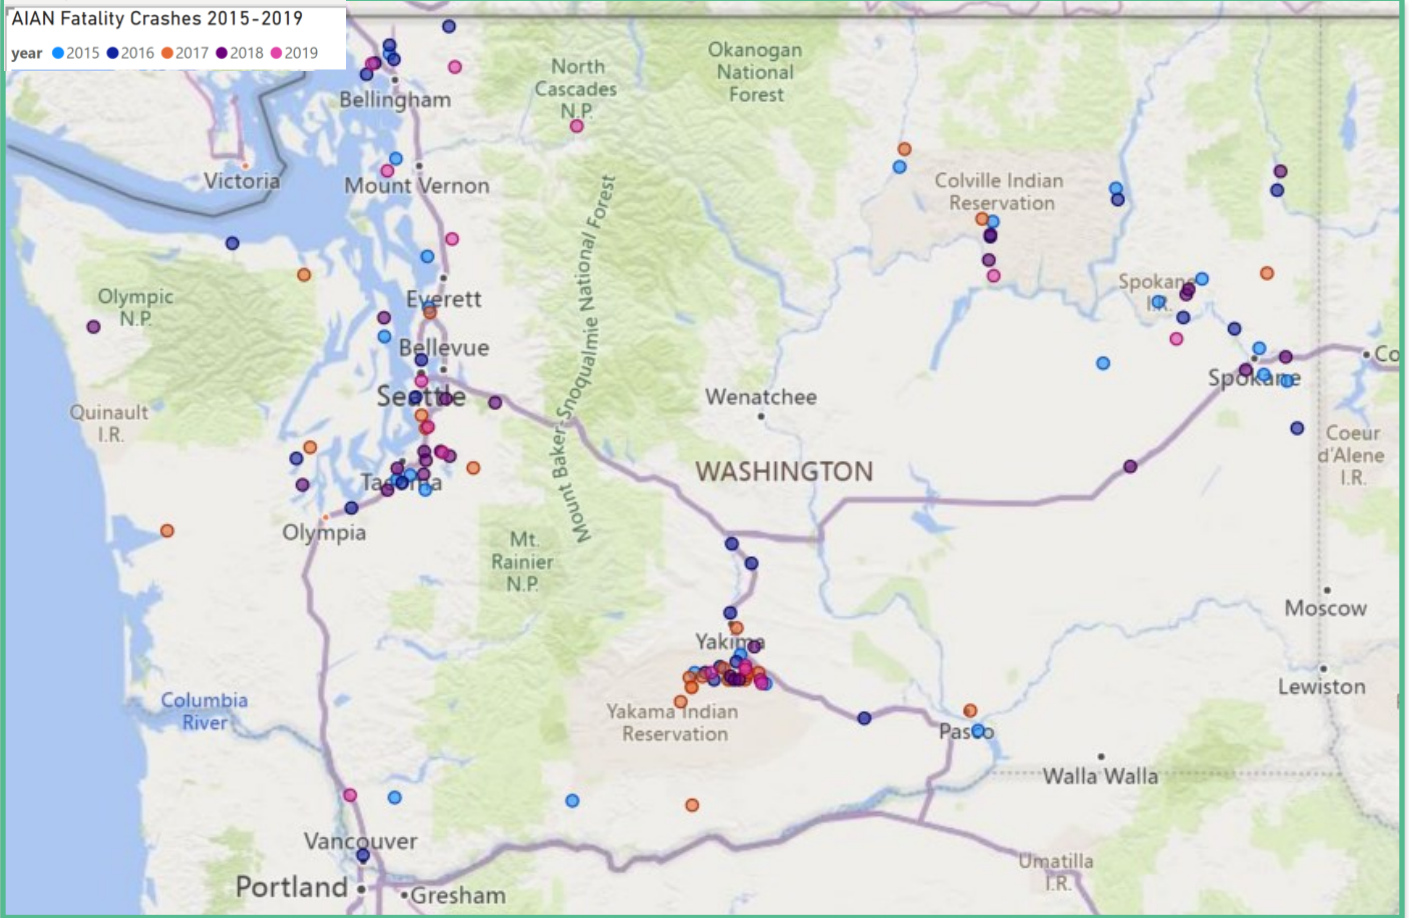 AIAN Fatality Crashes 2015-2019
year 2015 2016 2017 2018 2019
Bellingham
North
Cascades
N.P.
Okanogan
National
Forest
Victoria
Mount Vernon
Colville Indian
Reservation
Mount Baker-Snoqualmie National Forest
Olympic
N.P.
Everett
Spokane
I.R.
Bellevue
Seattle
Wenatchee
Spokane
Co
Quinault
I.R.
Coeur
d'Alene
I.R.
WASHINGTON
Tacoma
Olympia
Mt.
Rainier
N.P.
Moscow
Yakima
Lewiston
Columbia
River
Yakama Indian
Reservation
Pasco
Walla Walla
Vancouver
Umatilla
I.R.
Portland
Gresham